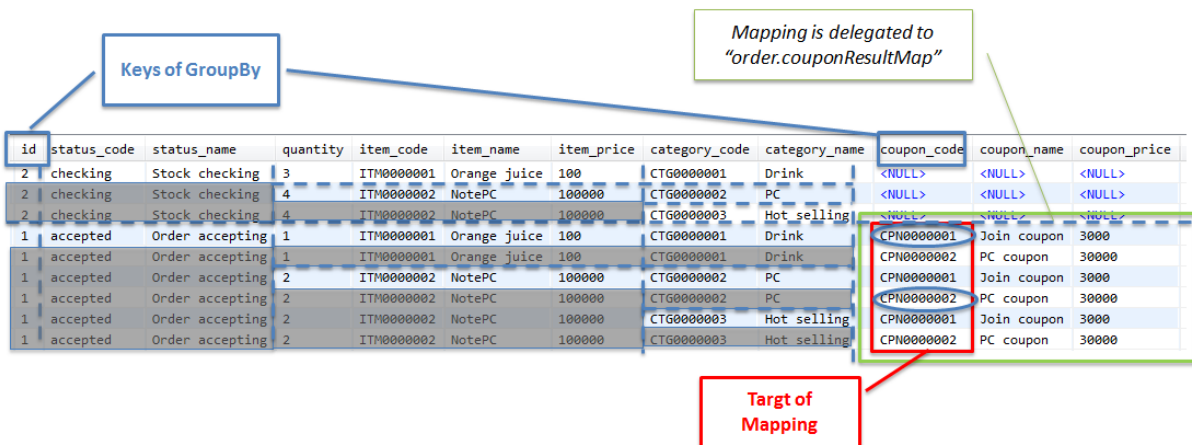 Mapping is delegated to
“order.couponResultMap”
Keys of GroupBy
id status_code status_name quantity item_code item_name item_price category_code category_name coupon_code coupon_name coupon_price
2 checking Stock checking 3 ITM0000001 Orange juice 100 CTG0000001 Drink <NULL> <NULL> <NULL>
2 checking Stock checking 4 ITM0000002 NotePC 100000 CTG0000002 PC <NULL> <NULL> <NULL>
2 checking Stock checking 4 ITM0000002 NotePC 100000 CTG0000003 Hot selling <NULL> <NULL> <NULL>
1 accepted Order accepting 1 ITM0000001 Orange juice 100 CTG0000001 Drink CPN0000001 Join coupon 3000
1 accepted Order accepting 1 ITM0000001 Orange juice 100 CTG0000001 Drink CPN0000002 PC coupon 30000
1 accepted Order accepting 2 ITM0000002 NotePC 100000 CTG0000002 PC CPN0000001 Join coupon 3000
1 accepted Order accepting 2 ITM0000002 NotePC 100000 CTG0000002 PC CPN0000002 PC coupon 30000
1 accepted Order accepting 2 ITM0000002 NotePC 100000 CTG0000003 Hot selling CPN0000001 Join coupon 3000
1 accepted Order accepting 2 ITM0000002 NotePC 100000 CTG0000003 Hot selling CPN0000002 PC coupon 30000
Targt of
Mapping